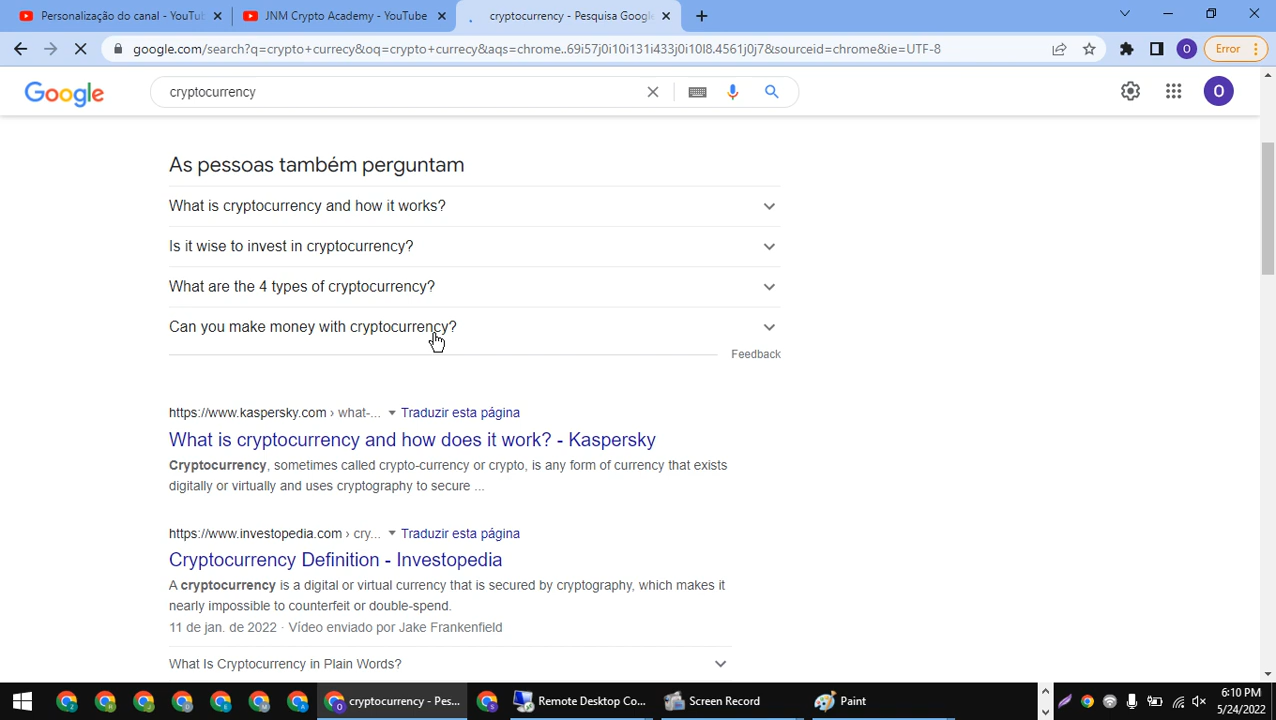 Personalização do canal - YouTub
JNM Crypto Academy - YouTube
cryptocurrency - Pesquisa Google
google.com/search?q=crypto+currecy&oq=crypto+currecy&aqs=chrome..69i57j0i10i131i433j0i10l8.4561j0j7&sourceid=chrome&ie=UTF-8
O
Error
Google
cryptocurrency
O
As pessoas também perguntam
What is cryptocurrency and how it works?
Is it wise to invest in cryptocurrency?
What are the 4 types of cryptocurrency?
Can you make money with cryptocurrency?
Feedback
https://www.kaspersky.com › what-... Traduzir esta página
What is cryptocurrency and how does it work? - Kaspersky
Cryptocurrency, sometimes called crypto-currency or crypto, is any form of currency that exists
digitally or virtually and uses cryptography to secure ...
https://www.investopedia.com › cry... Traduzir esta página
Cryptocurrency Definition - Investopedia
A cryptocurrency is a digital or virtual currency that is secured by cryptography, which makes it
nearly impossible to counterfeit or double-spend.
11 de jan. de 2022 · Vídeo enviado por Jake Frankenfield
What Is Cryptocurrency in Plain Words?
cryptocurrency - Pes...
Remote Desktop Co...
Screen Record
Paint
6:10 PM
5/24/2022